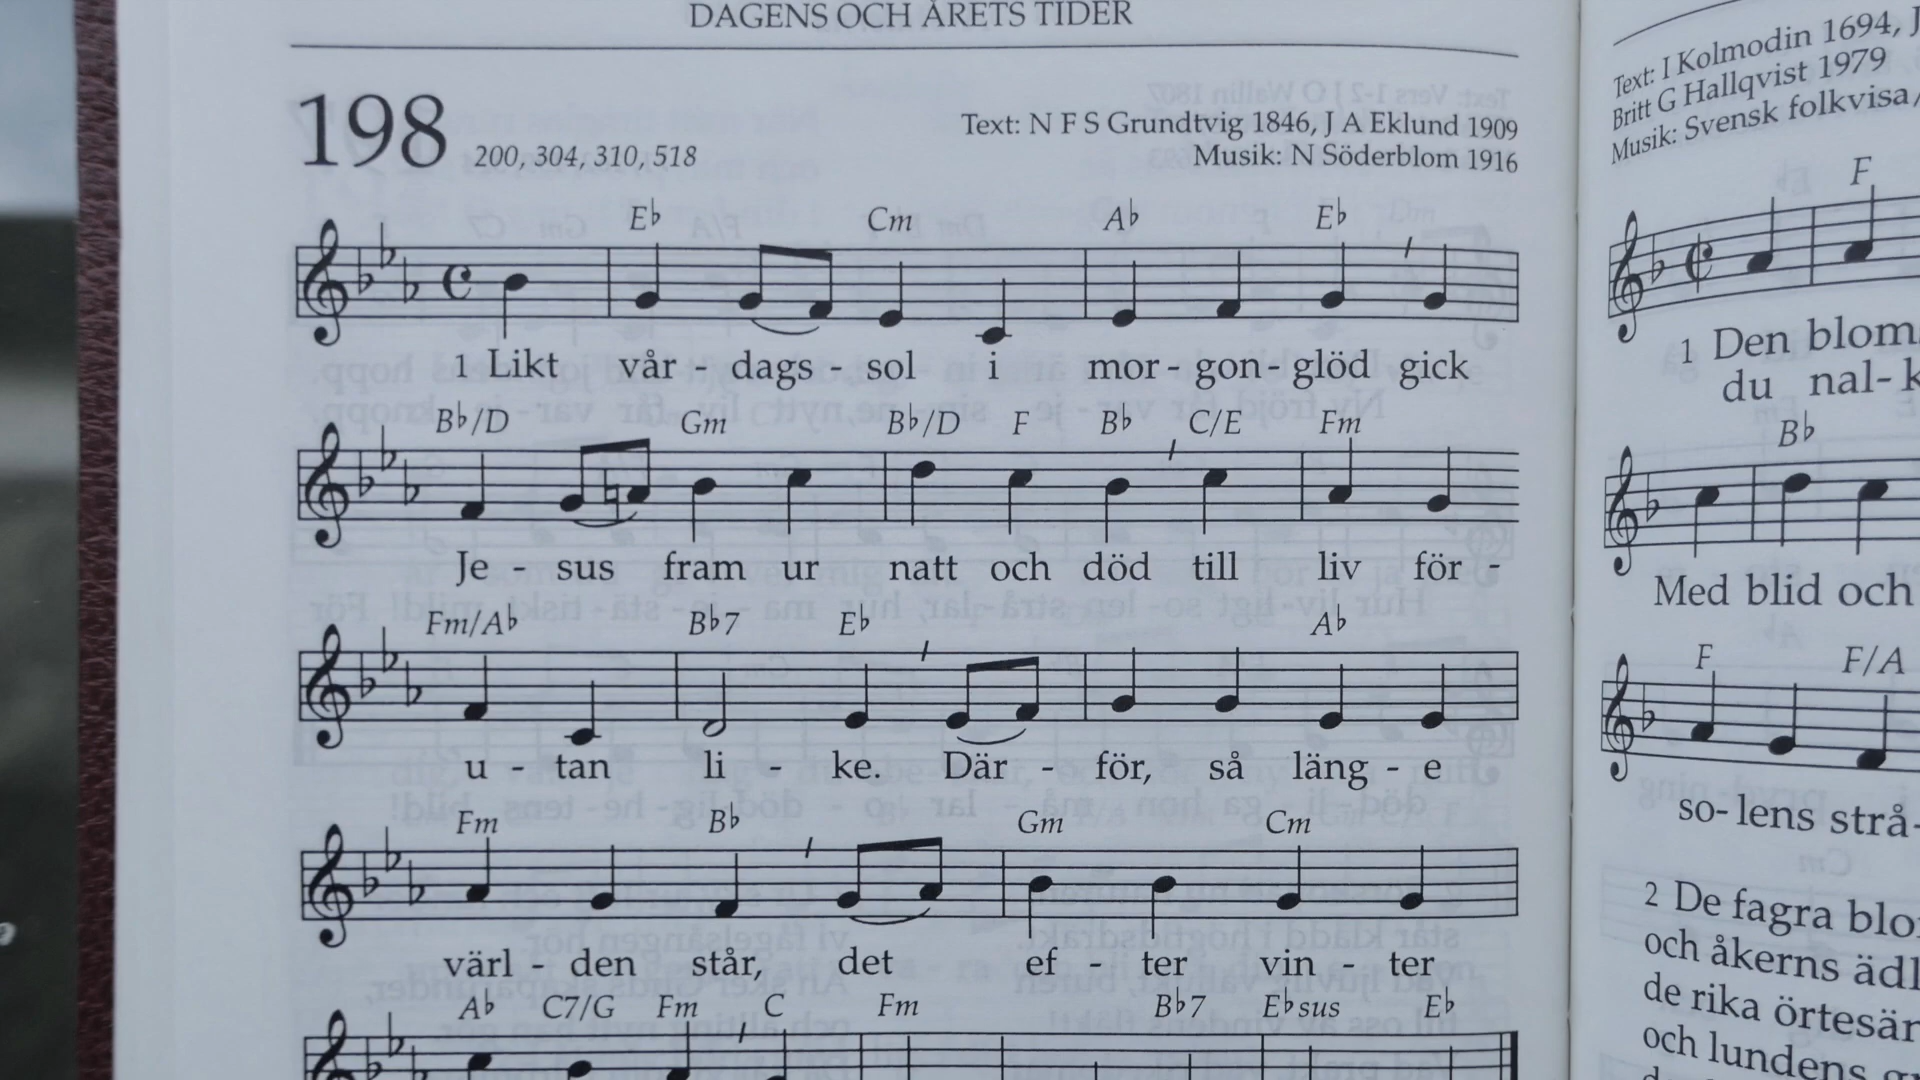 DAGENS OCH ÅRETS TIDER
198 200, 304, 310, 518
Text: N F S Grundtvig 1846, J A Eklund 1909
Musik: N Söderblom 1916
E♭ Cm A♭ E♭
1 Likt vår - dags - sol i mor - gon - glöd gick
B♭/D Gm B♭/D F B♭ C/E Fm
Je - sus fram ur natt och död till liv för -
Fm/A♭ B♭7 E♭ A♭
u - tan li - ke. Där - för, så läng - e
Fm B♭ Gm Cm
värl - den står, det ef - ter vin - ter
A♭ C7/G Fm C Fm B♭7 E♭sus E♭
Text: I Kolmodin 1694, J
Britt G Hallqvist 1979
Musik: Svensk folkvisa/
F
1 Den blom
du nal- k
B♭
Med blid och
F F/A
so- lens strå-
2 De fagra blo
och åkerns ädl
de rika örtesär
och lundens